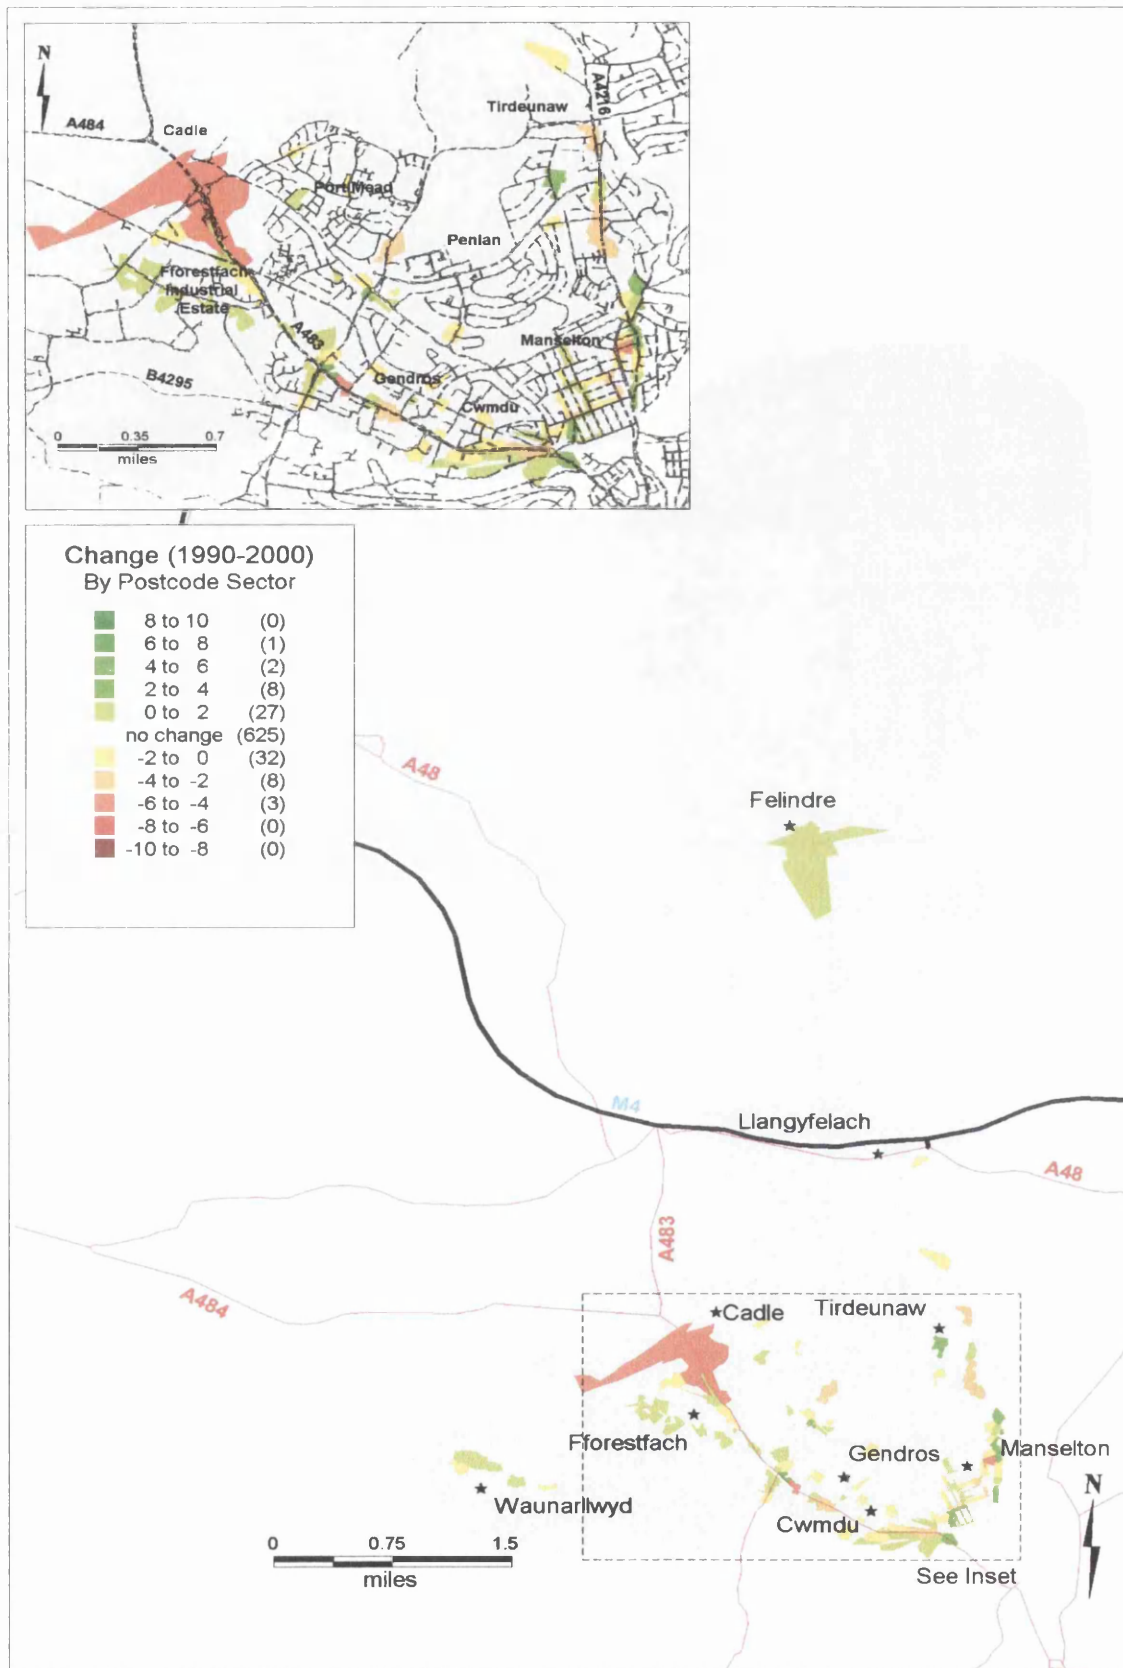 N
A4216
Tirdeunaw
A484
Cadle
Port Mead
Penlan
Fforestfach
Industrial
Estate
A483
Manselton
B4295
Gendros
Cwmdu
0 0.35 0.7
miles
Change (1990-2000)
By Postcode Sector
8 to 10 (0)
6 to 8 (1)
4 to 6 (2)
2 to 4 (8)
0 to 2 (27)
no change (625)
-2 to 0 (32)
-4 to -2 (8)
-6 to -4 (3)
-8 to -6 (0)
-10 to -8 (0)
A48
Felindre
M4
Llangyfelach
A48
A483
A484
Cadle
Tirdeunaw
Fforestfach
Gendros
Manselton
Waunarllwyd
Cwmdu
N
0 0.75 1.5
miles
See Inset